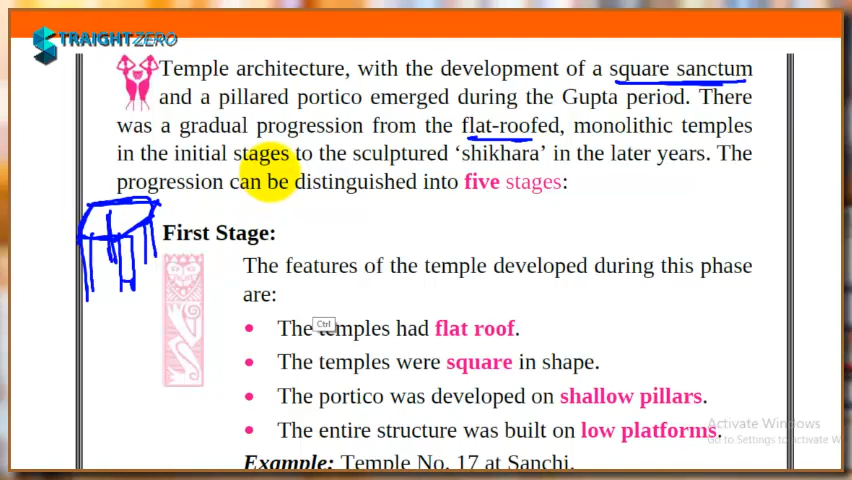 STRAIGHTZERO
Temple architecture, with the development of a square sanctum
and a pillared portico emerged during the Gupta period. There
was a gradual progression from the flat-roofed, monolithic temples
in the initial stages to the sculptured ‘shikhara’ in the later years. The
progression can be distinguished into five stages:
First Stage:
The features of the temple developed during this phase
are:
Ctrl
• The temples had flat roof.
• The temples were square in shape.
• The portico was developed on shallow pillars.
• The entire structure was built on low platforms.
Activate Windows
Go to Settings to activate W
Example: Temple No. 17 at Sanchi.